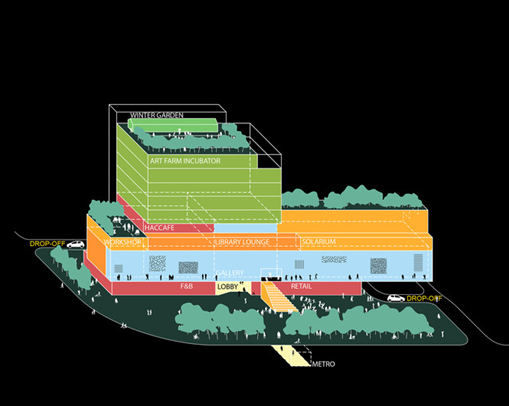 WINTER GARDEN
ART FARM INCUBATOR
HACCAFE
WORKSHOP
LIBRARY LOUNGE
SOLARIUM
DROP-OFF
GALLERY
F&B
LOBBY
RETAIL
DROP-OFF
METRO